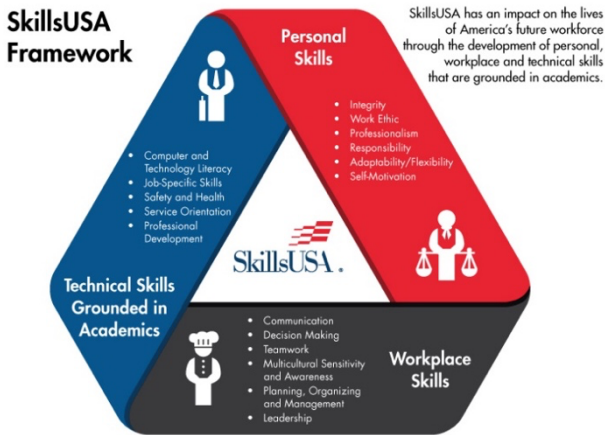 SkillsUSA
Framework
SkillsUSA has an impact on the lives
of America's future workforce
through the development of personal,
workplace and technical skills
that are grounded in academics.
Personal
Skills
• Integrity
• Work Ethic
• Professionalism
• Responsibility
• Adaptability/Flexibility
• Self-Motivation
• Computer and
Technology Literacy
• Job-Specific Skills
• Safety and Health
• Service Orientation
• Professional
Development
Technical Skills
Grounded in
Academics
SkillsUSA®
• Communication
• Decision Making
• Teamwork
• Multicultural Sensitivity
and Awareness
• Planning, Organizing
and Management
• Leadership
Workplace
Skills